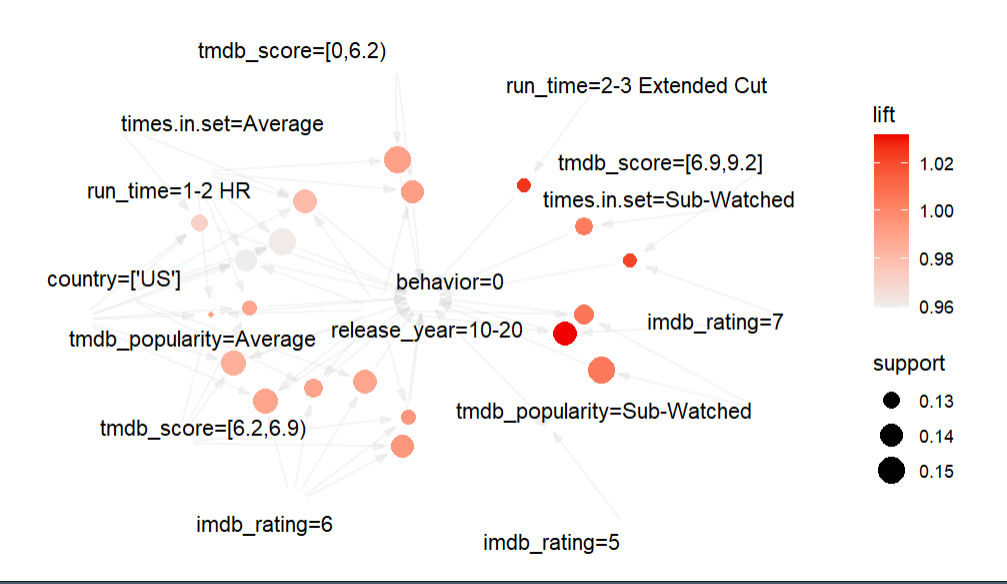 tmdb_score=[0,6.2)
run_time=2-3 Extended Cut
lift
times.in.set=Average
1.02
tmdb_score=[6.9,9.2]
run_time=1-2 HR
times.in.set=Sub-Watched
1.00
0.98
country=['US']
behavior=0
0.96
imdb_rating=7
release_year=10-20
tmdb_popularity=Average
support
0.13
tmdb_popularity=Sub-Watched
tmdb_score=[6.2,6.9)
0.14
0.15
imdb_rating=6
imdb_rating=5